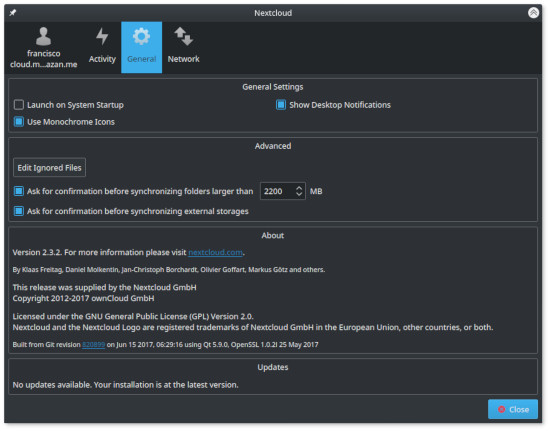 Nextcloud
francisco
cloud.m...azan.me
Activity
General
Network
General Settings
Launch on System Startup
Show Desktop Notifications
Use Monochrome Icons
Advanced
Edit Ignored Files
Ask for confirmation before synchronizing folders larger than 2200 MB
Ask for confirmation before synchronizing external storages
About
Version 2.3.2. For more information please visit nextcloud.com.
By Klaas Freitag, Daniel Molkentin, Jan-Christoph Borchardt, Olivier Goffart, Markus Götz and others.
This release was supplied by the Nextcloud GmbH
Copyright 2012-2017 ownCloud GmbH
Licensed under the GNU General Public License (GPL) Version 2.0.
Nextcloud and the Nextcloud Logo are registered trademarks of Nextcloud GmbH in the European Union, other countries, or both.
Built from Git revision on Jun 15 2017, 06:29:16 using Qt 5.9.0, OpenSSL 1.0.2l 25 May 2017
Updates
No updates available. Your installation is at the latest version.
Close